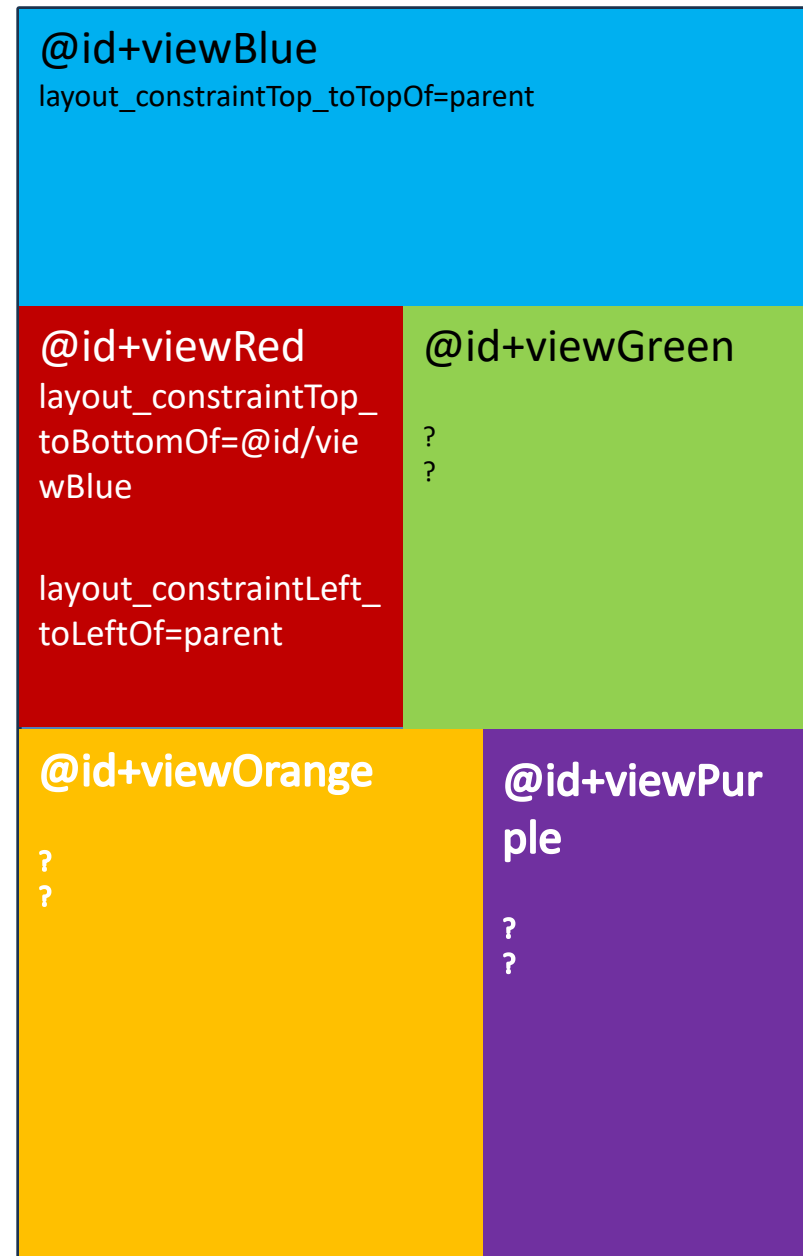 @id+viewBlue
layout_constraintTop_toTopOf=parent
@id+viewRed
layout_constraintTop_
toBottomOf=@id/vie
wBlue
layout_constraintLeft_
toLeftOf=parent
@id+viewGreen
?
?
@id+viewOrange
?
?
@id+viewPur
ple
?
?